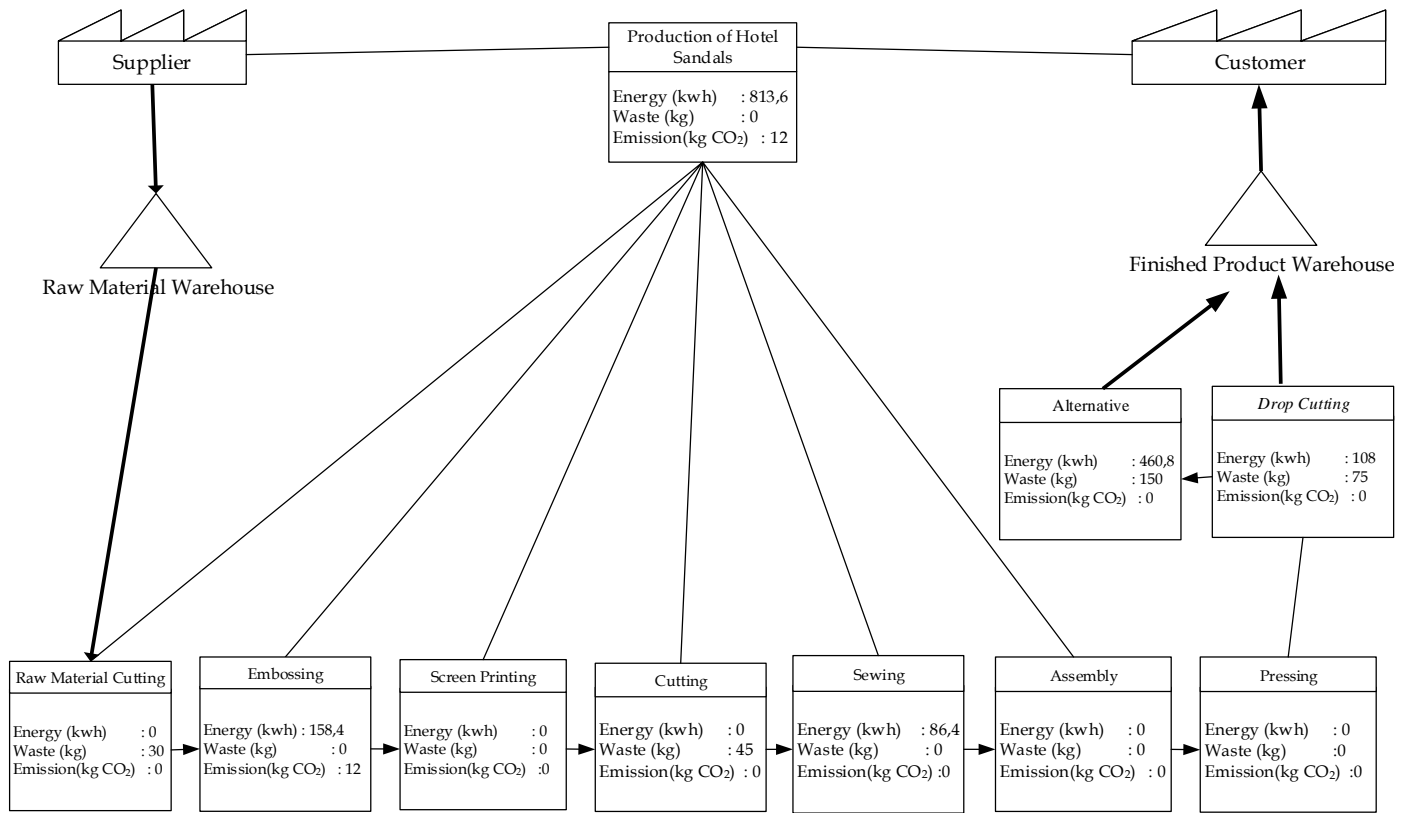 Supplier
Production of Hotel
Sandals
Energy (kwh) : 813,6
Waste (kg) : 0
Emission(kg CO₂) : 12
Customer
Raw Material Warehouse
Finished Product Warehouse
Alternative
Energy (kwh) : 460,8
Waste (kg) : 150
Emission(kg CO₂) : 0
Drop Cutting
Energy (kwh) : 108
Waste (kg) : 75
Emission(kg CO₂) : 0
Raw Material Cutting
Energy (kwh) : 0
Waste (kg) : 30
Emission(kg CO₂) : 0
Embossing
Energy (kwh) : 158,4
Waste (kg) : 0
Emission(kg CO₂) : 12
Screen Printing
Energy (kwh) : 0
Waste (kg) : 0
Emission(kg CO₂) :0
Cutting
Energy (kwh) : 0
Waste (kg) : 45
Emission(kg CO₂) : 0
Sewing
Energy (kwh) : 86,4
Waste (kg) : 0
Emission(kg CO₂) :0
Assembly
Energy (kwh) : 0
Waste (kg) : 0
Emission(kg CO₂) : 0
Pressing
Energy (kwh) : 0
Waste (kg) :0
Emission(kg CO₂) :0